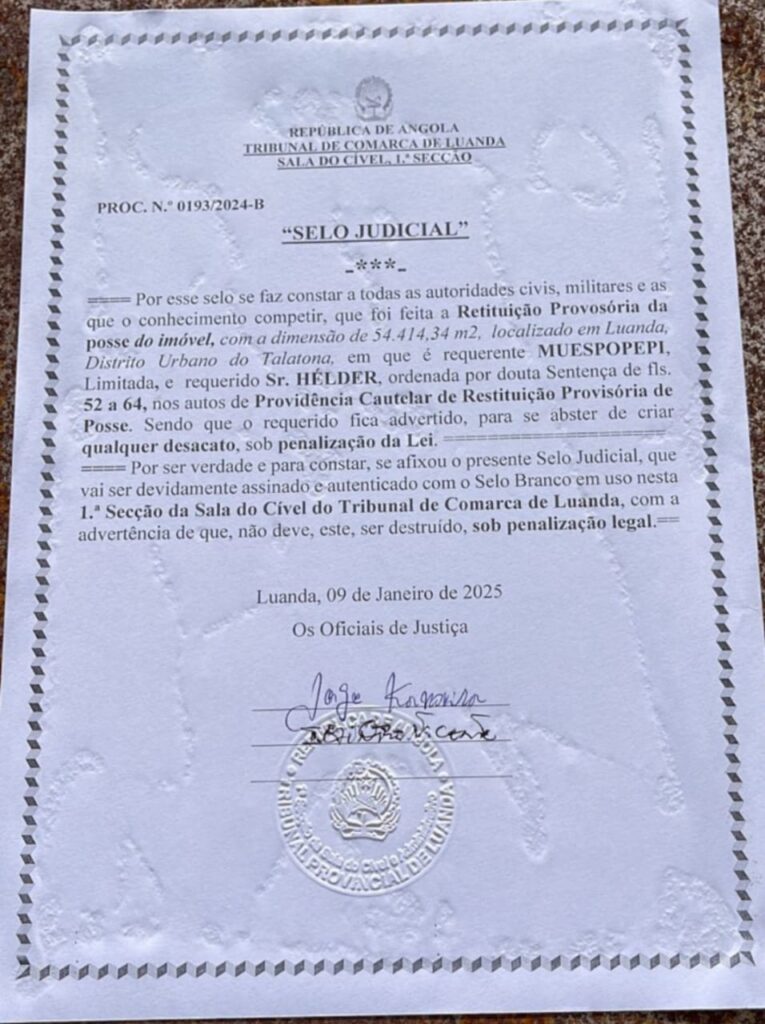 REPÚBLICA DE ANGOLA
TRIBUNAL DE COMARCA DE LUANDA
SALA DO CÍVEL, 1.ª SECÇÃO
PROC. N.º 0193/2024-B
“SELO JUDICIAL”
-***-
==== Por esse selo se faz constar a todas as autoridades civis, militares e as
que o conhecimento competir, que foi feita a Retituição Provosória da
posse do imóvel, com a dimensão de 54.414,34 m2, localizado em Luanda,
Distrito Urbano do Talatona, em que é requerente MUESPOPEPI,
Limitada, e requerido Sr. HÉLDER, ordenada por douta Sentença de fls.
52 a 64, nos autos de Providência Cautelar de Restituição Provisória de
Posse. Sendo que o requerido fica advertido, para se abster de criar
qualquer desacato, sob penalização da Lei. ======================
==== Por ser verdade e para constar, se afixou o presente Selo Judicial, que
vai ser devidamente assinado e autenticado com o Selo Branco em uso nesta
1.ª Secção da Sala do Cível do Tribunal de Comarca de Luanda, com a
advertência de que, não deve, este, ser destruído, sob penalização legal.==
Luanda, 09 de Janeiro de 2025
Os Oficiais de Justiça
Jorge
REPÚBLICA DE ANGOLA
TRIBUNAL PROVINCIAL DE LUANDA